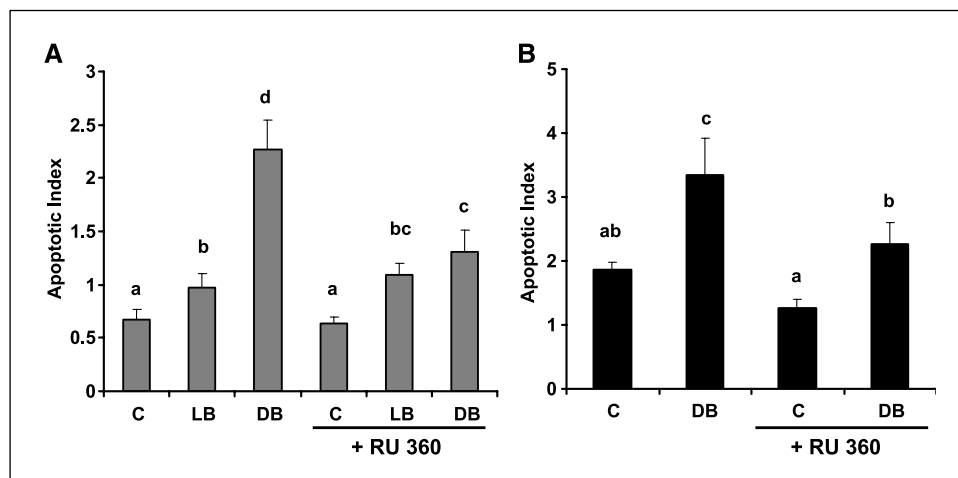 A
3
2.5
2
1.5
1
0.5
0
Apoptotic Index
a
b
d
a
bc
c
C LB DB C LB DB
+ RU 360
B
5
4
3
2
1
0
Apoptotic Index
ab
c
a
b
C DB C DB
+ RU 360